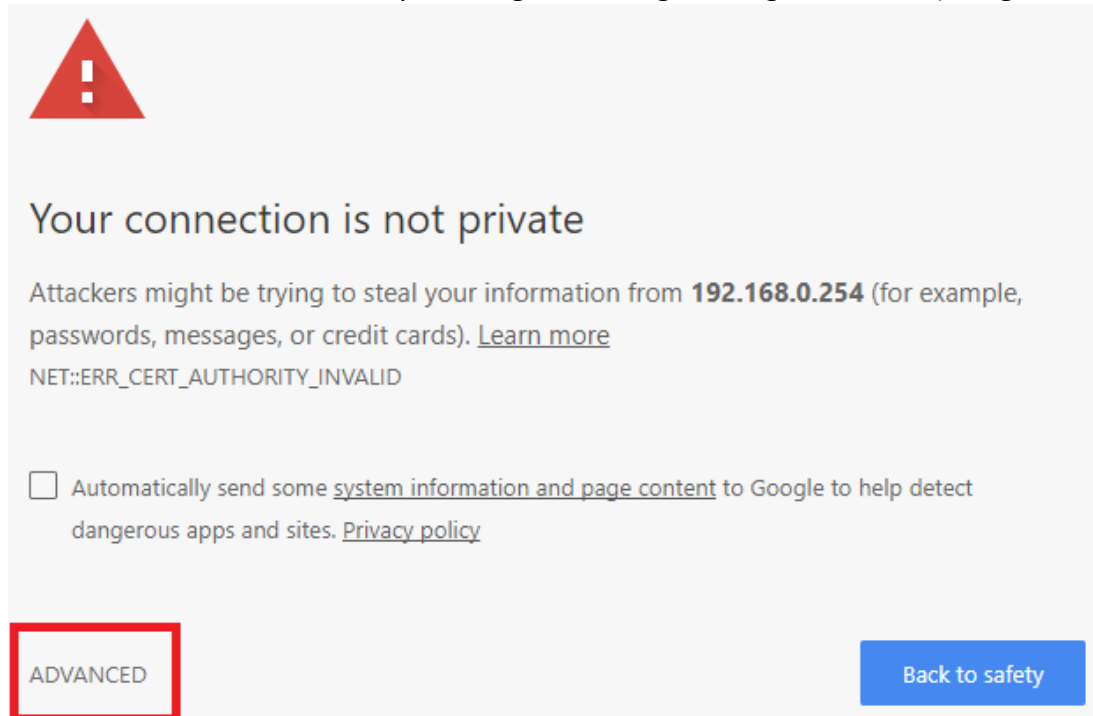 Your connection is not private
Attackers might be trying to steal your information from 192.168.0.254 (for example,
passwords, messages, or credit cards). Learn more
NET::ERR_CERT_AUTHORITY_INVALID
Automatically send some system information and page content to Google to help detect
dangerous apps and sites. Privacy policy
ADVANCED
Back to safety